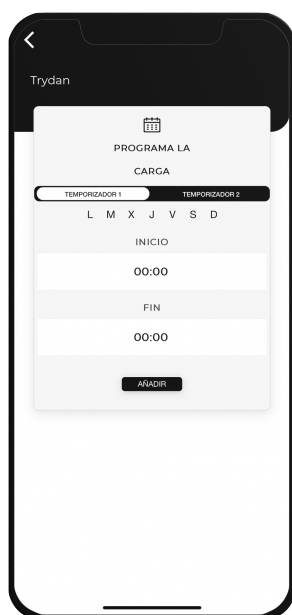 Trydan
PROGRAMA LA
CARGA
TEMPORIZADOR 1 TEMPORIZADOR 2
L M X J V S D
INICIO
00:00
FIN
00:00
AÑADIR